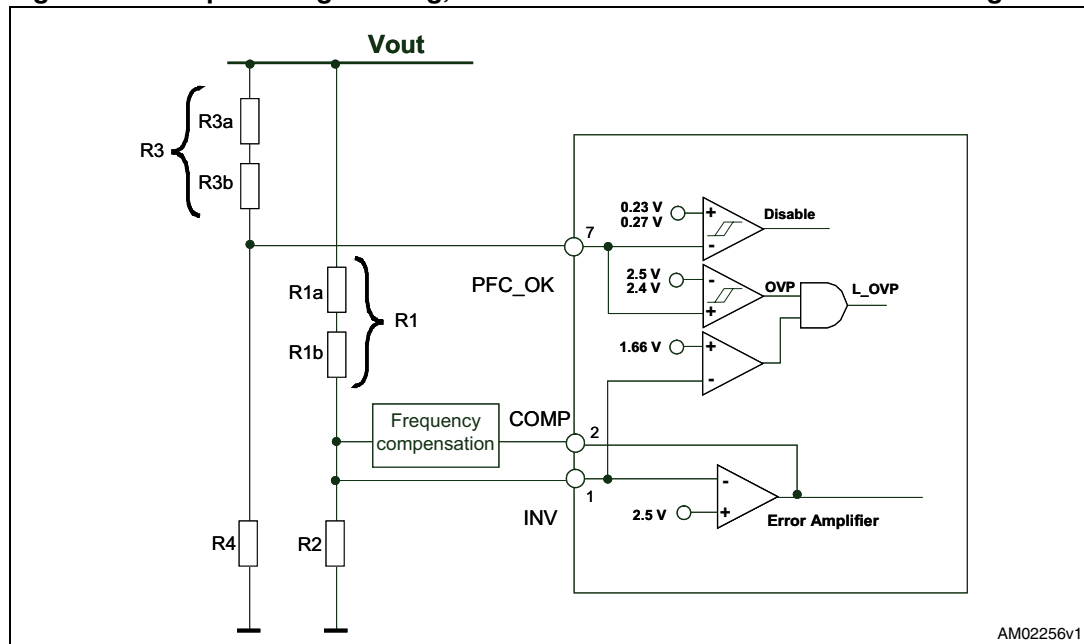 Vout
R3a
R3
R3b
0.23 V
0.27 V
+
Disable
-
7
PFC_OK
2.5 V
2.4 V
-
OVP
L_OVP
+
R1a
R1
R1b
1.66 V
+
-
Frequency
compensation
COMP
2
1
INV
-
2.5 V
+
Error Amplifier
R4
R2
AM02256v1